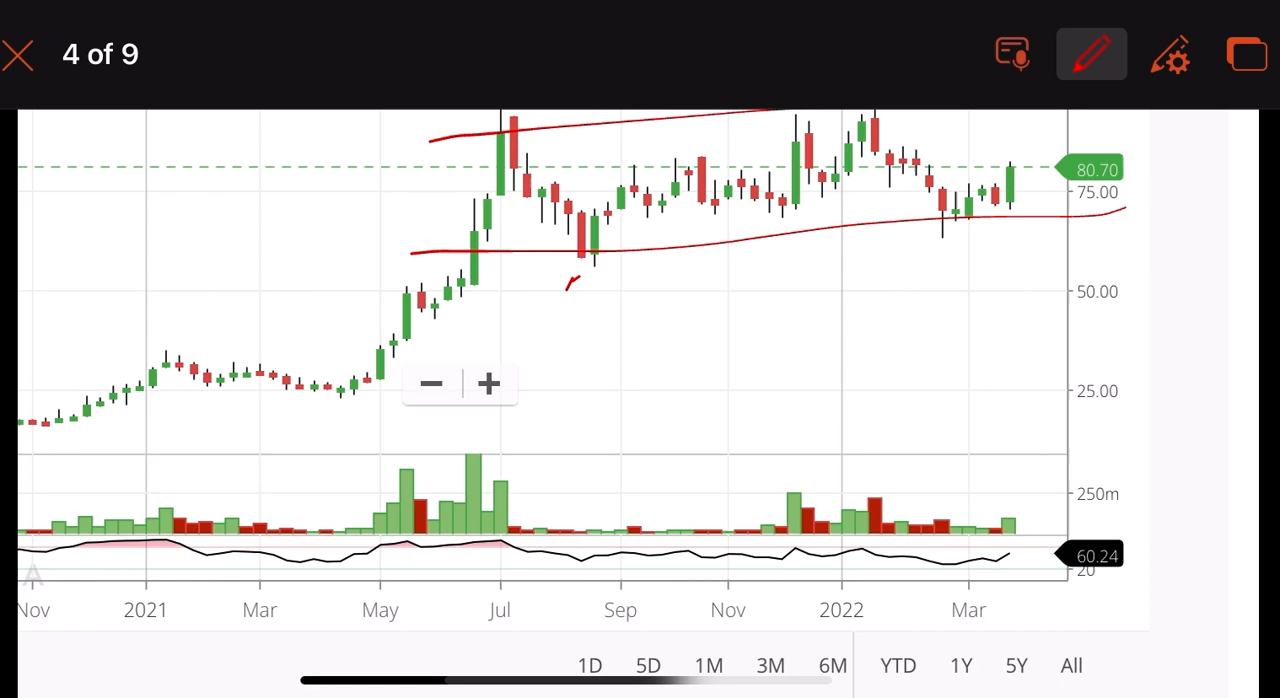 4 of 9
80.70
75.00
50.00
25.00
250m
60.24
20
A
Nov 2021 Mar May Jul Sep Nov 2022 Mar
1D 5D 1M 3M 6M YTD 1Y 5Y All